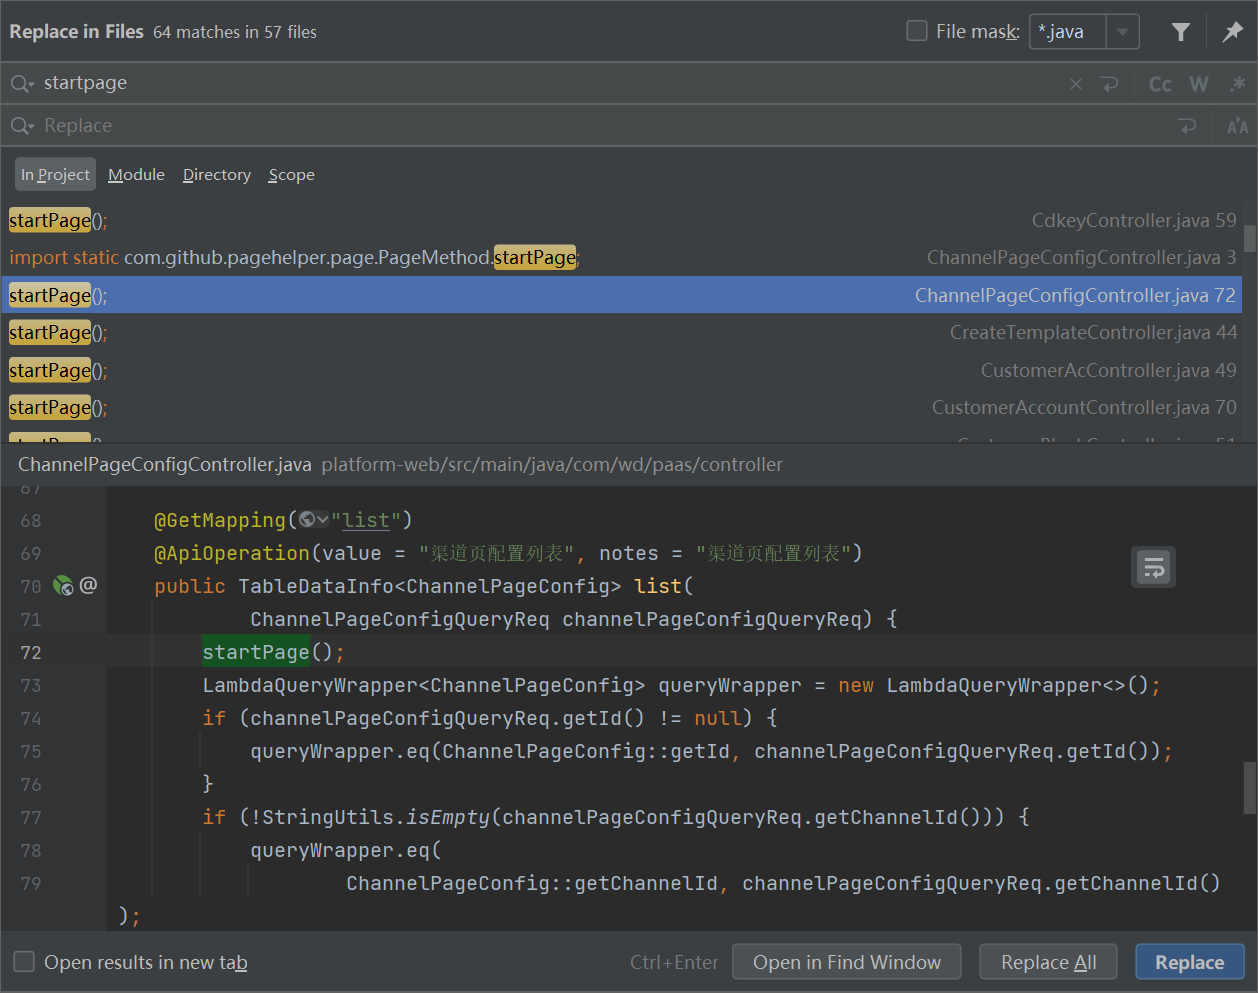 Replace in Files 64 matches in 57 files File mask: *.java
startpage Cc W .*
Replace
In Project Module Directory Scope
startPage(); CdkeyController.java 59
import static com.github.pagehelper.page.PageMethod.startPage; ChannelPageConfigController.java 3
startPage(); ChannelPageConfigController.java 72
startPage(); CreateTemplateController.java 44
startPage(); CustomerAcController.java 49
startPage(); CustomerAccountController.java 70
ChannelPageConfigController.java platform-web/src/main/java/com/wd/paas/controller
67
68 @GetMapping("list")
69 @ApiOperation(value = "渠道页配置列表", notes = "渠道页配置列表")
70 @ public TableDataInfo<ChannelPageConfig> list(
71 ChannelPageConfigQueryReq channelPageConfigQueryReq) {
72 startPage();
73 LambdaQueryWrapper<ChannelPageConfig> queryWrapper = new LambdaQueryWrapper<>();
74 if (channelPageConfigQueryReq.getId() != null) {
75 queryWrapper.eq(ChannelPageConfig::getId, channelPageConfigQueryReq.getId());
76 }
77 if (!StringUtils.isEmpty(channelPageConfigQueryReq.getChannelId())) {
78 queryWrapper.eq(
79 ChannelPageConfig::getChannelId, channelPageConfigQueryReq.getChannelId()
);
Open results in new tab Ctrl+Enter Open in Find Window Replace All Replace